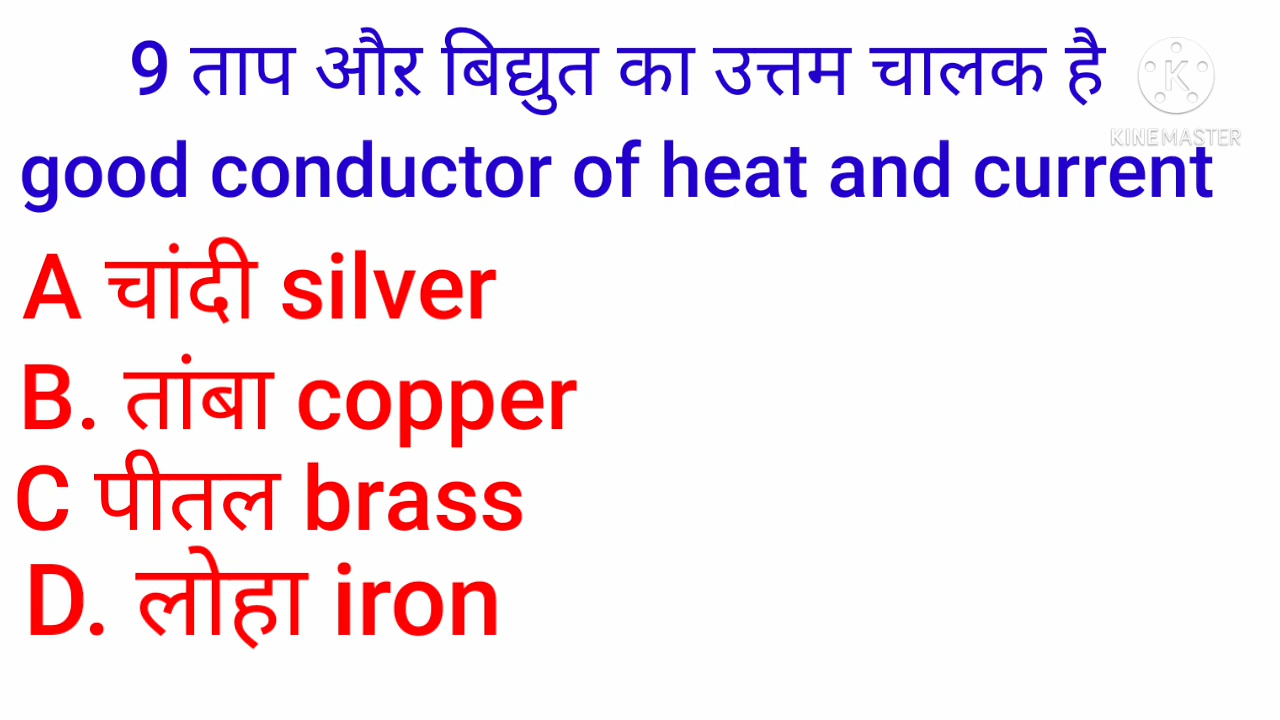 9 ताप और बिद्युत का उत्तम चालक है
KINEMASTER
good conductor of heat and current
A चांदी silver
B. तांबा copper
C पीतल brass
D. लोहा iron